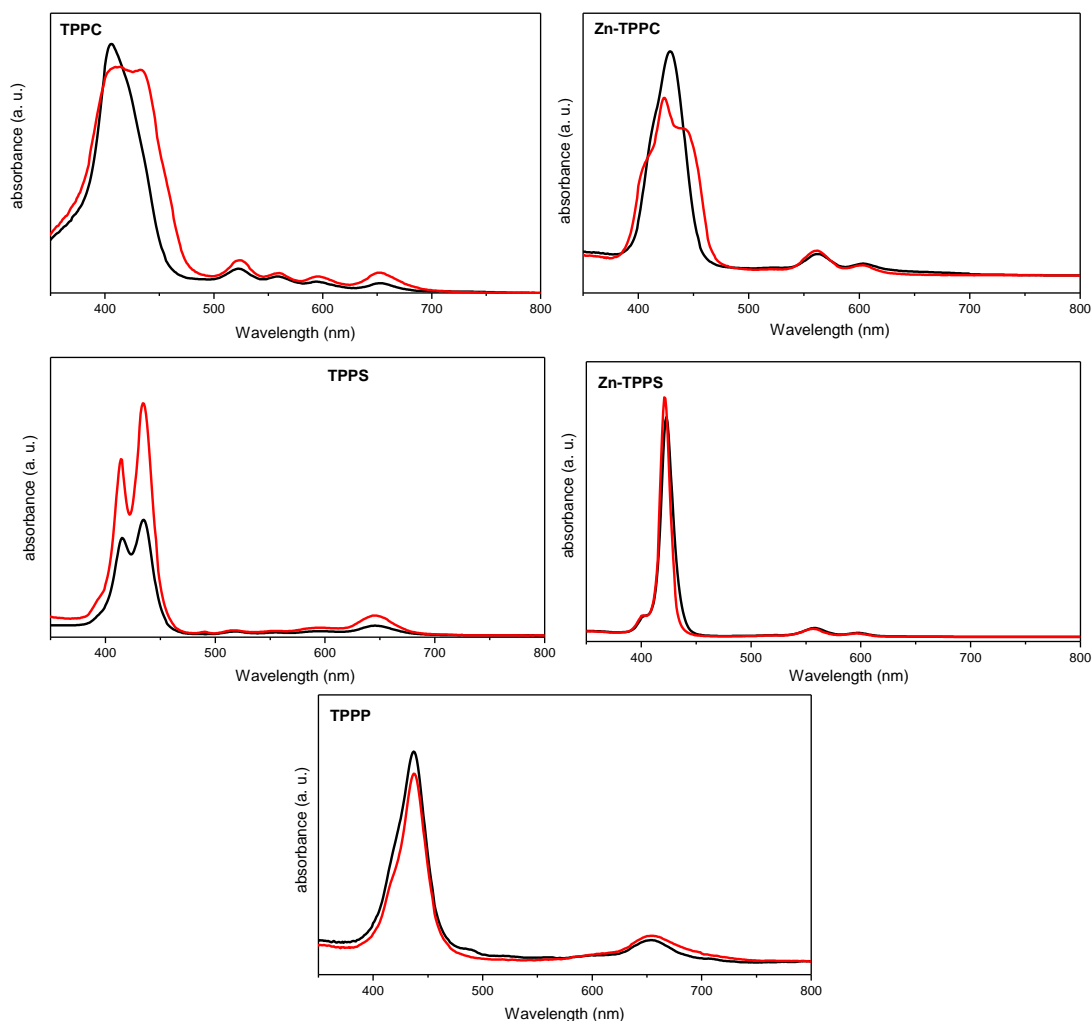 TPPC
absorbance (a. u.)
400 500 600 700 800
Wavelength (nm)
Zn-TPPC
absorbance (a. u.)
400 500 600 700 800
Wavelength (nm)
TPPS
absorbance (a. u.)
400 500 600 700 800
Wavelength (nm)
Zn-TPPS
absorbance (a. u.)
400 500 600 700 800
Wavelength (nm)
TPPP
absorbance (a. u.)
400 500 600 700 800
Wavelength (nm)